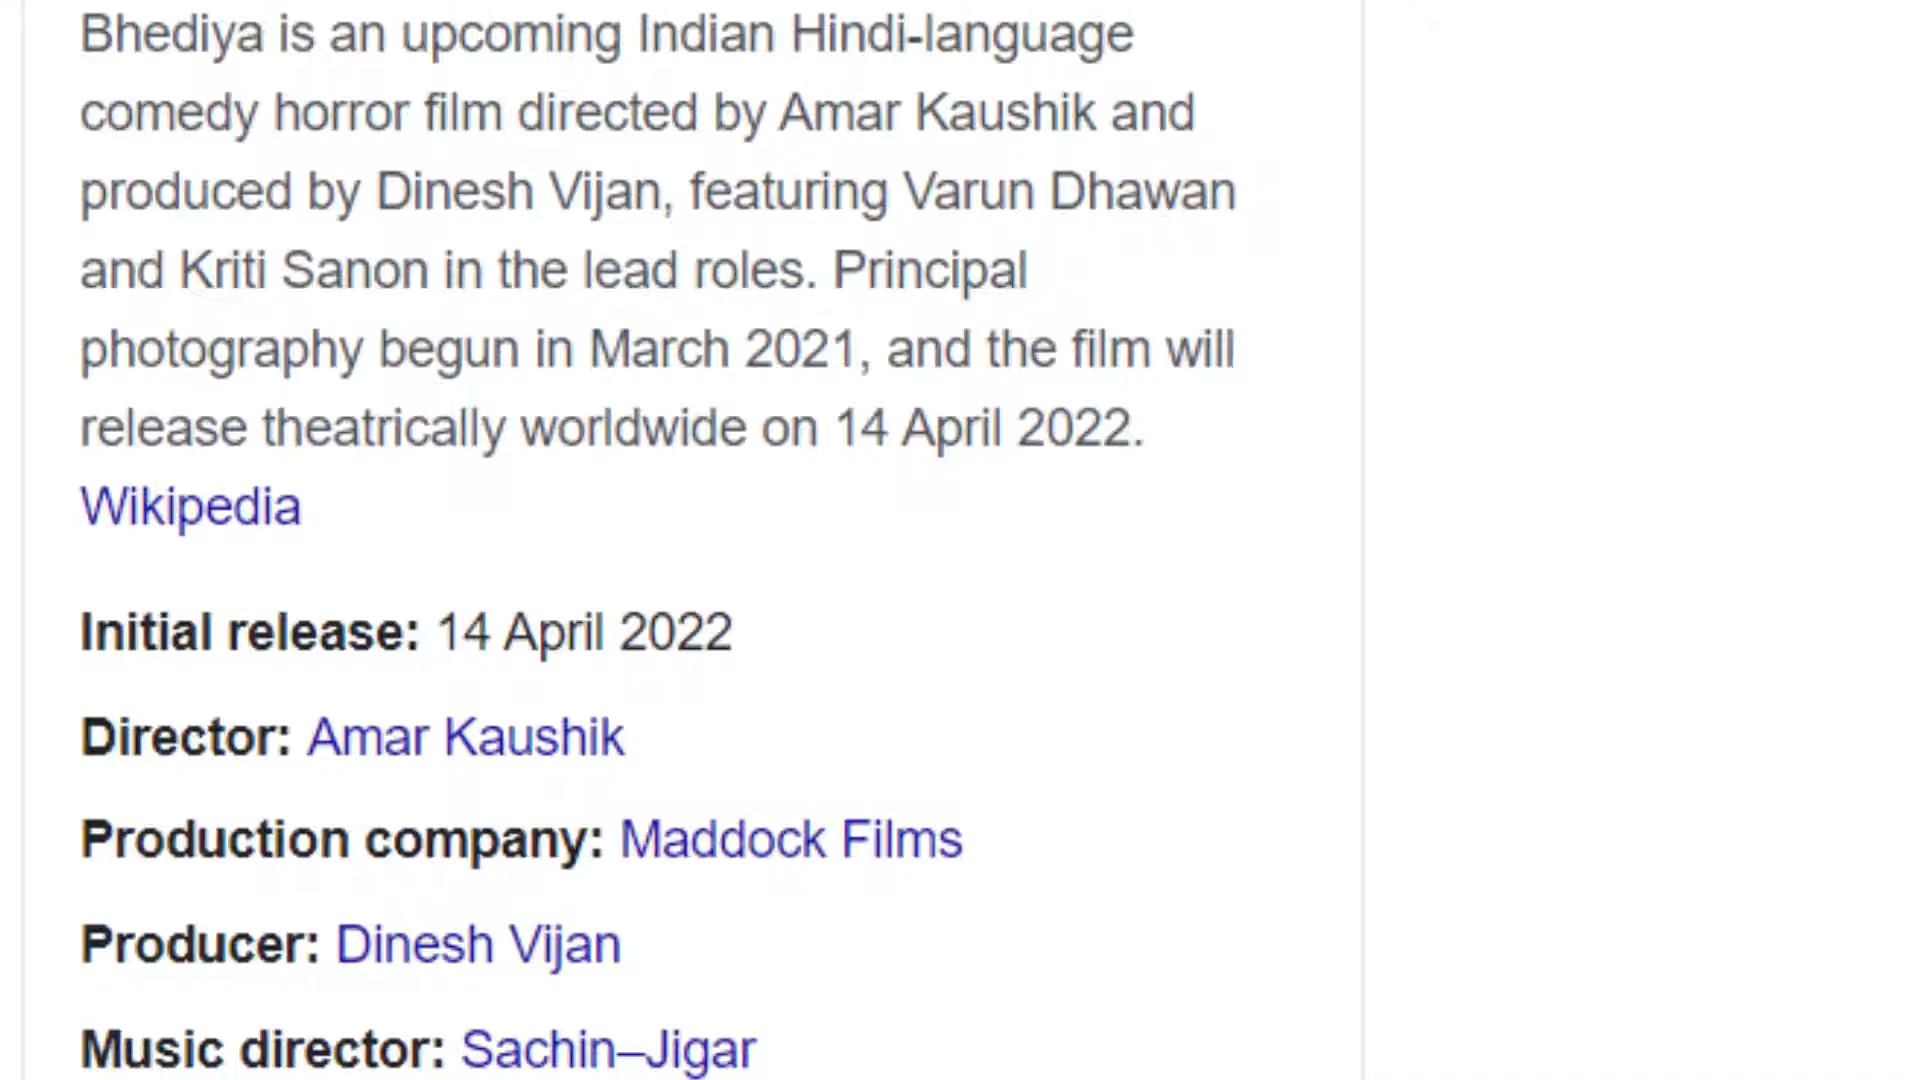 Bhediya is an upcoming Indian Hindi-language
comedy horror film directed by Amar Kaushik and
produced by Dinesh Vijan, featuring Varun Dhawan
and Kriti Sanon in the lead roles. Principal
photography begun in March 2021, and the film will
release theatrically worldwide on 14 April 2022.
Wikipedia
Initial release: 14 April 2022
Director: Amar Kaushik
Production company: Maddock Films
Producer: Dinesh Vijan
Music director: Sachin–Jigar